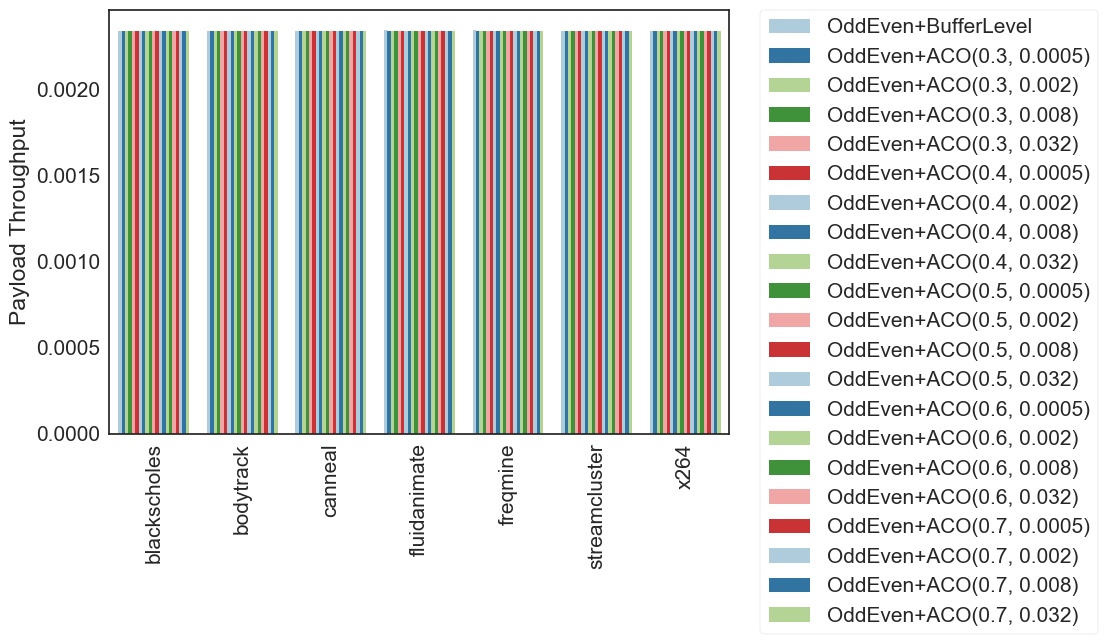 Payload Throughput
0.0020
0.0015
0.0010
0.0005
0.0000
blackscholes
bodytrack
canneal
fluidanimate
freqmine
streamcluster
x264
OddEven+BufferLevel
OddEven+ACO(0.3, 0.0005)
OddEven+ACO(0.3, 0.002)
OddEven+ACO(0.3, 0.008)
OddEven+ACO(0.3, 0.032)
OddEven+ACO(0.4, 0.0005)
OddEven+ACO(0.4, 0.002)
OddEven+ACO(0.4, 0.008)
OddEven+ACO(0.4, 0.032)
OddEven+ACO(0.5, 0.0005)
OddEven+ACO(0.5, 0.002)
OddEven+ACO(0.5, 0.008)
OddEven+ACO(0.5, 0.032)
OddEven+ACO(0.6, 0.0005)
OddEven+ACO(0.6, 0.002)
OddEven+ACO(0.6, 0.008)
OddEven+ACO(0.6, 0.032)
OddEven+ACO(0.7, 0.0005)
OddEven+ACO(0.7, 0.002)
OddEven+ACO(0.7, 0.008)
OddEven+ACO(0.7, 0.032)